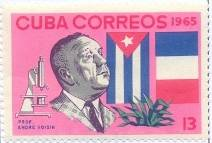 CUBA CORREOS 1965
PROF.
ANDRE VOISIN
13